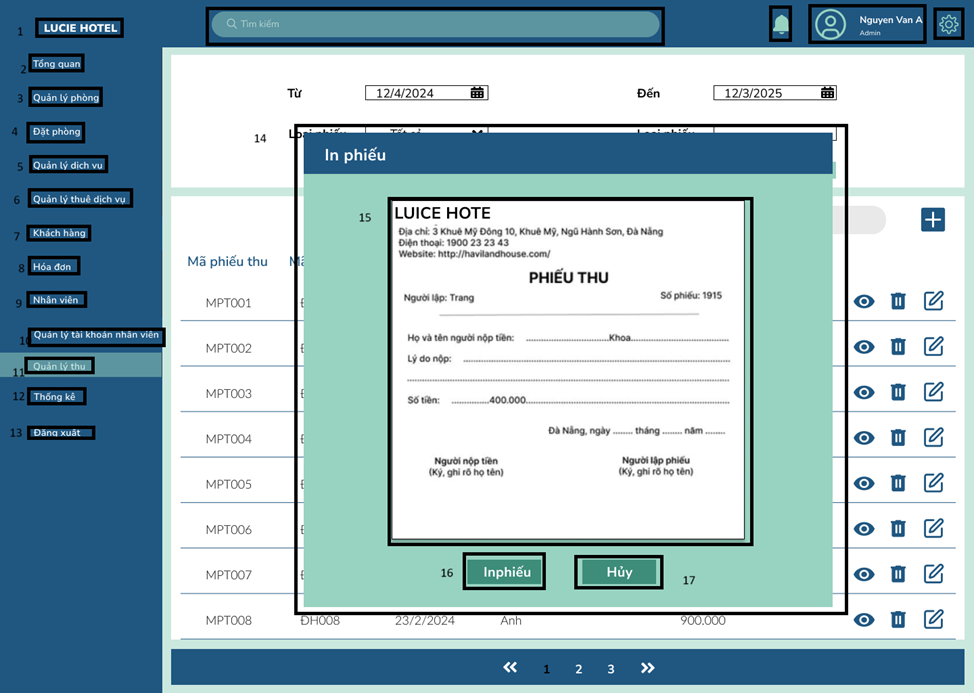 1 LUCIE HOTEL
Tìm kiếm
Nguyen Van A
Admin
2 Tổng quan
3 Quản lý phòng
4 Đặt phòng
5 Quản lý dịch vụ
6 Quản lý thuê dịch vụ
7 Khách hàng
8 Hóa đơn
9 Nhân viên
10 Quản lý tài khoản nhân viên
11 Quản lý thu
12 Thống kê
13 Đăng xuất
Từ 12/4/2024 Đến 12/3/2025
14
In phiếu
15
LUICE HOTE
Địa chỉ: 3 Khuê Mỹ Đông 10, Khuê Mỹ, Ngũ Hành Sơn, Đà Nẵng
Điện thoại: 1900 23 23 43
Website: http://havilandhouse.com/
PHIẾU THU
Người lập: Trang Số phiếu: 1915
Họ và tên người nộp tiền: ........Khoa........
Lý do nộp: ........
Số tiền: ........400.000........
Đà Nẵng, ngày ........ tháng ....... năm .......
Người nộp tiền Người lập phiếu
(Ký, ghi rõ họ tên) (Ký, ghi rõ họ tên)
16 Inphiếu Hủy 17
Mã phiếu thu
MPT001
MPT002
MPT003
MPT004
MPT005
MPT006
MPT007
MPT008 ĐH008 23/2/2024 Anh 900.000
« 1 2 3 »